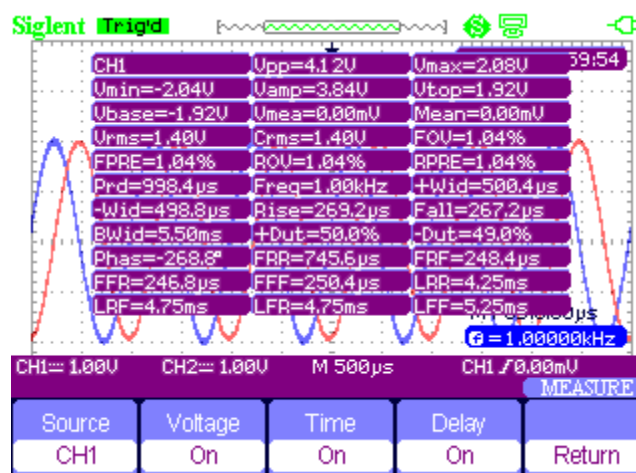 Siglent Trig'd
59:54
CH1 Vpp=4.12V Vmax=2.08V
Vmin=-2.04V Vamp=3.84V Vtop=1.92V
Vbase=-1.92V Vmea=0.00mV Mean=0.00mV
Vrms=1.40V Crms=1.40V FOV=1.04%
FPRE=1.04% ROV=1.04% RPRE=1.04%
Prd=998.4µs Freq=1.00kHz +Wid=500.4µs
-Wid=498.8µs Rise=269.2µs Fall=267.2µs
BWid=5.50ms +Dut=50.0% -Dut=49.0%
Phas=-268.8° FRR=745.6µs FRF=248.4µs
FFR=246.8µs FFF=250.4µs LRR=4.25ms
LRF=4.75ms LFR=4.75ms LFF=5.25ms
f=1.00000kHz
CH1 1.00V CH2 1.00V M 500µs CH1 0.00mV
MEASURE
Source Voltage Time Delay
CH1 On On On Return